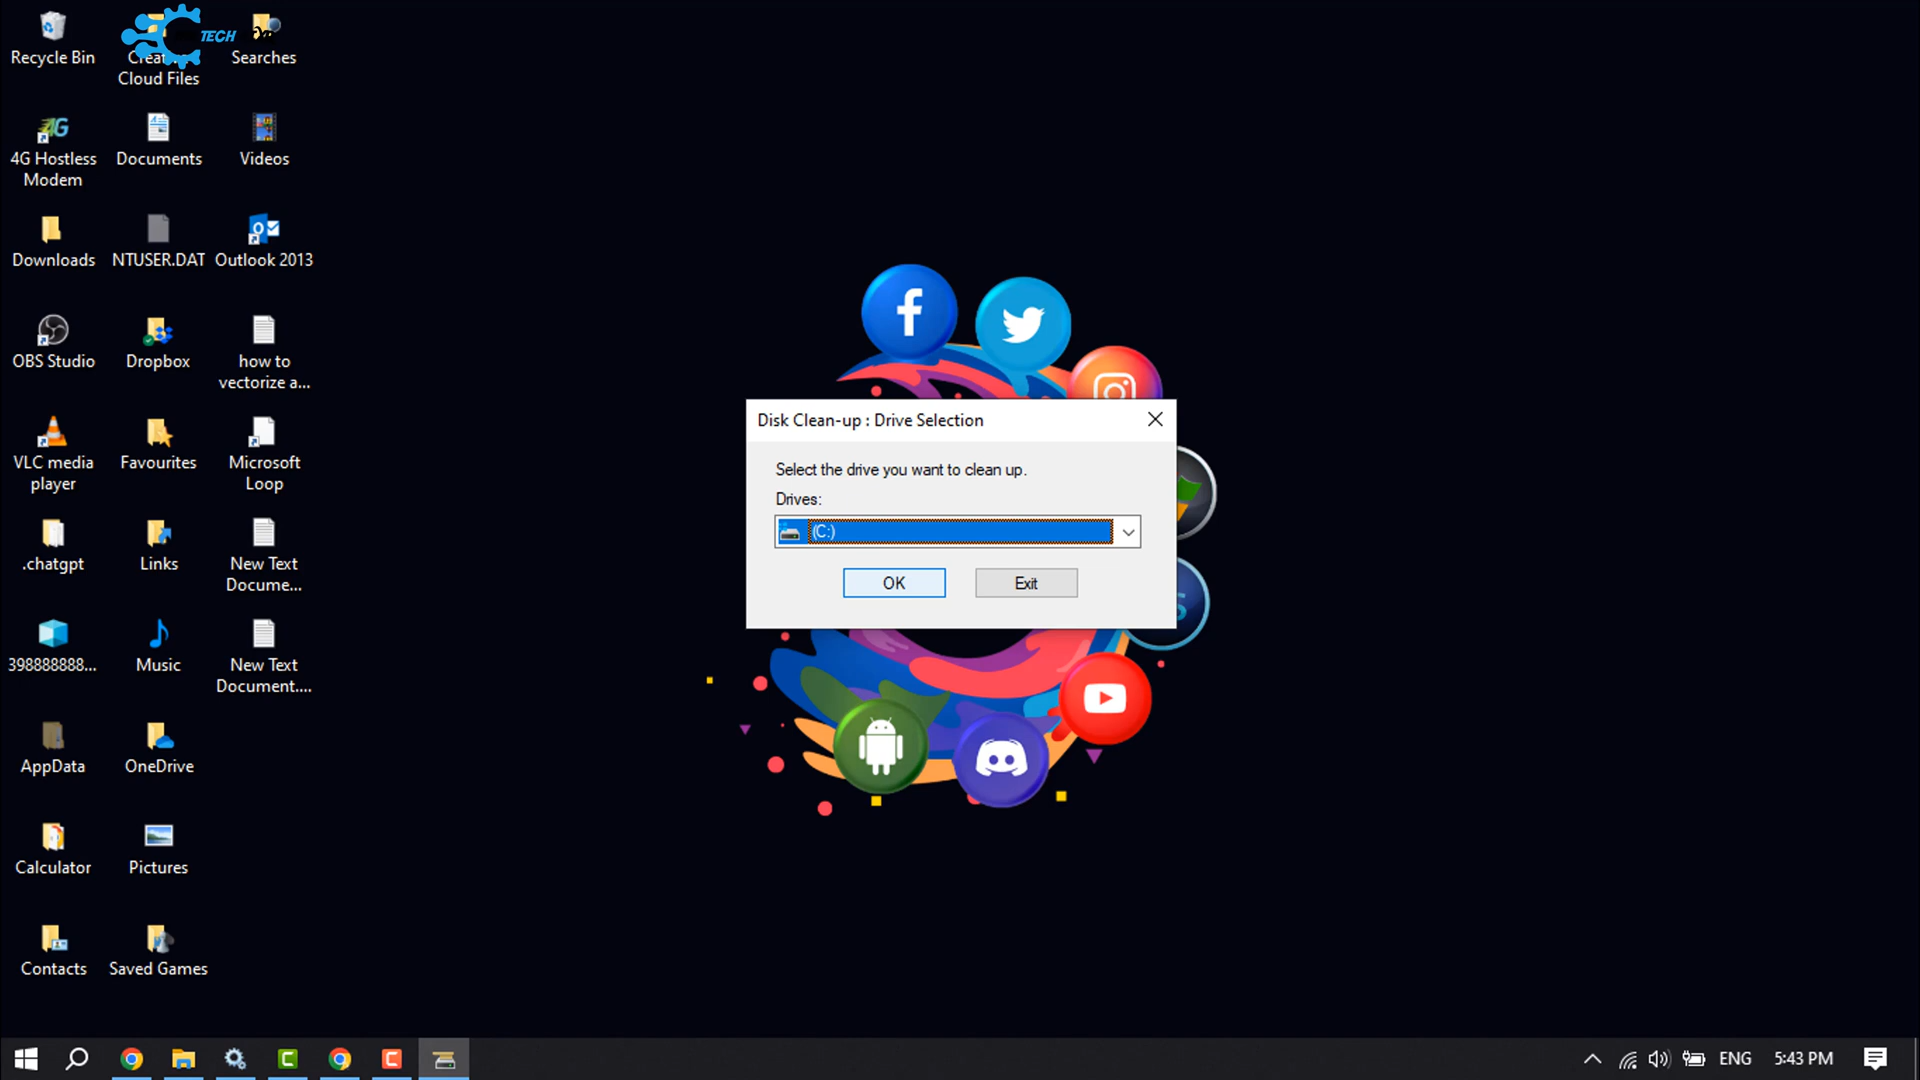 Recycle Bin
Cloud Files
Searches
TECH
4G Hostless
Modem
Documents
Videos
Downloads
NTUSER.DAT
Outlook 2013
OBS Studio
Dropbox
how to
vectorize a...
VLC media
player
Favourites
Microsoft
Loop
.chatgpt
Links
New Text
Docume...
398888888...
Music
New Text
Document....
AppData
OneDrive
Calculator
Pictures
Contacts
Saved Games
Disk Clean-up : Drive Selection
Select the drive you want to clean up.
Drives:
(C:)
OK
Exit
ENG
5:43 PM